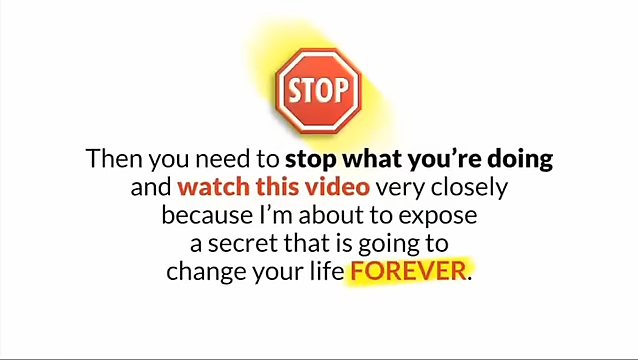 STOP
Then you need to stop what you're doing
and watch this video very closely
because I'm about to expose
a secret that is going to
change your life FOREVER.